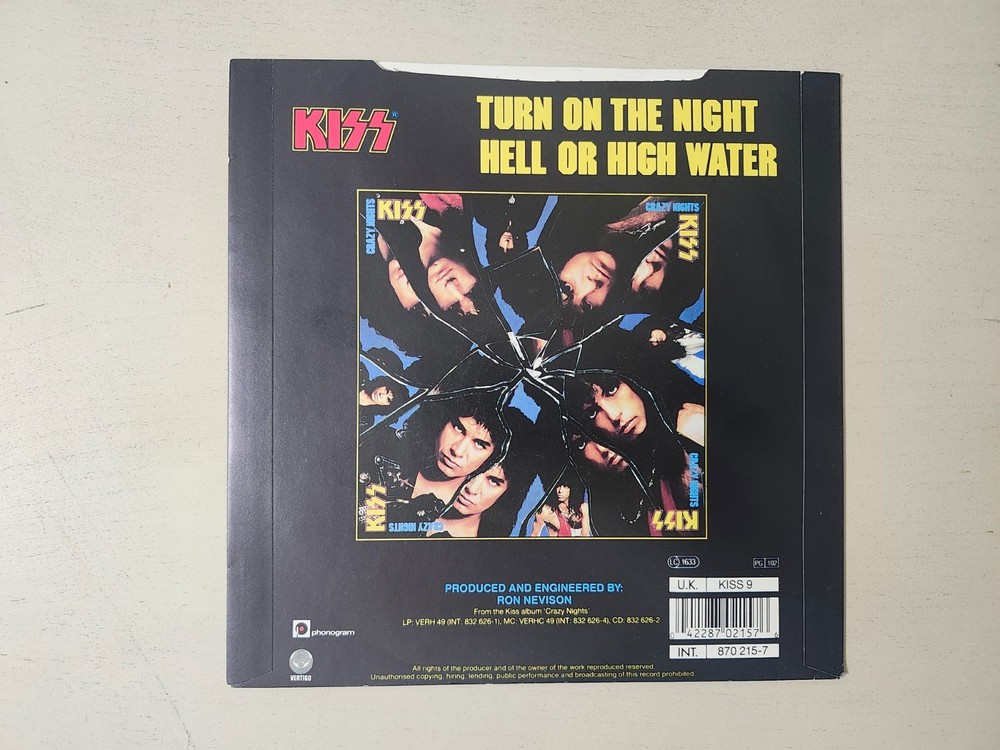 KISS®
TURN ON THE NIGHT
HELL OR HIGH WATER
CRAZY NIGHTS
KISS
CRAZY NIGHTS
KISS
KISS
CRAZY NIGHTS
CRAZY NIGHTS
KISS
LC 1633
PG 102
PRODUCED AND ENGINEERED BY:
RON NEVISON
From the Kiss album 'Crazy Nights'
LP: VERH 49 (INT: 832 626-1), MC: VERHC 49 (INT: 832 626-4), CD: 832 626-2
U.K. KISS 9
0 42287 02157 6
INT. 870 215-7
phonogram
VERTIGO
All rights of the producer and of the owner of the work reproduced reserved.
Unauthorised copying, hiring, lending, public performance and broadcasting of this record prohibited.